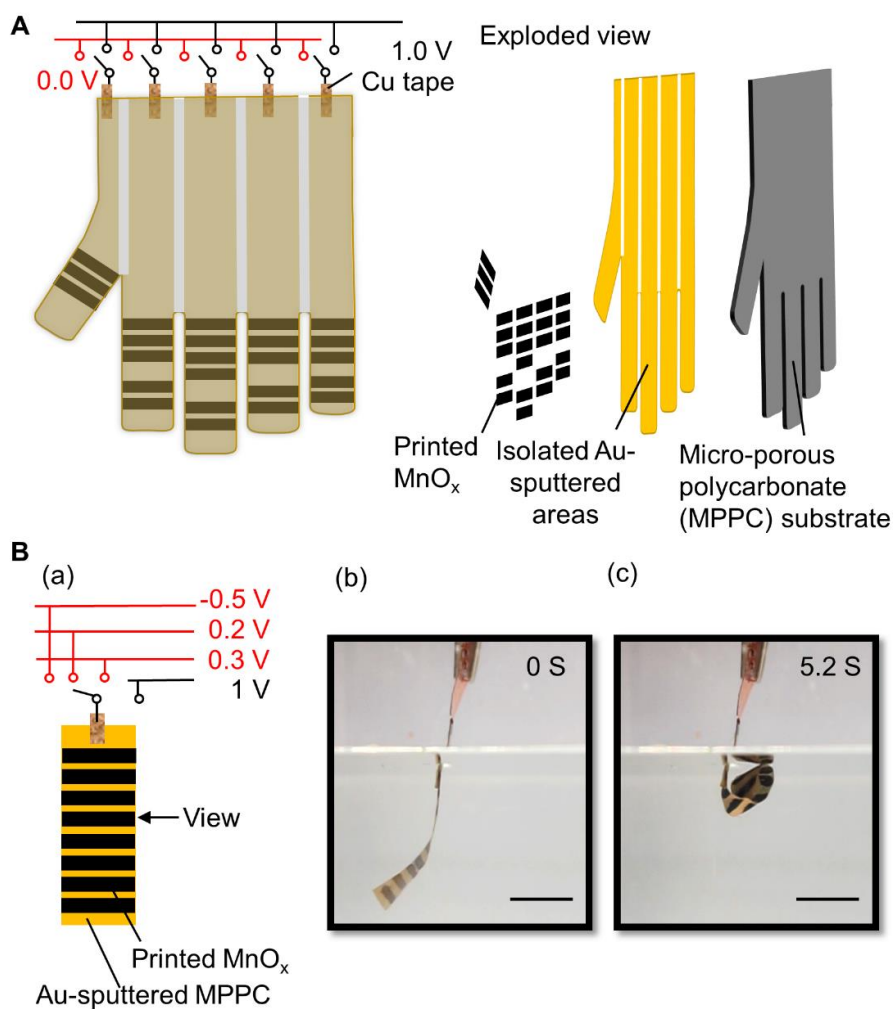 A
0.0 V
1.0 V
Cu tape
Exploded view
Printed
MnOₓ
Isolated Au-
sputtered
areas
Micro-porous
polycarbonate
(MPPC) substrate
B
(a)
-0.5 V
0.2 V
0.3 V
1 V
View
Printed MnOₓ
Au-sputtered MPPC
(b)
0 S
(c)
5.2 S